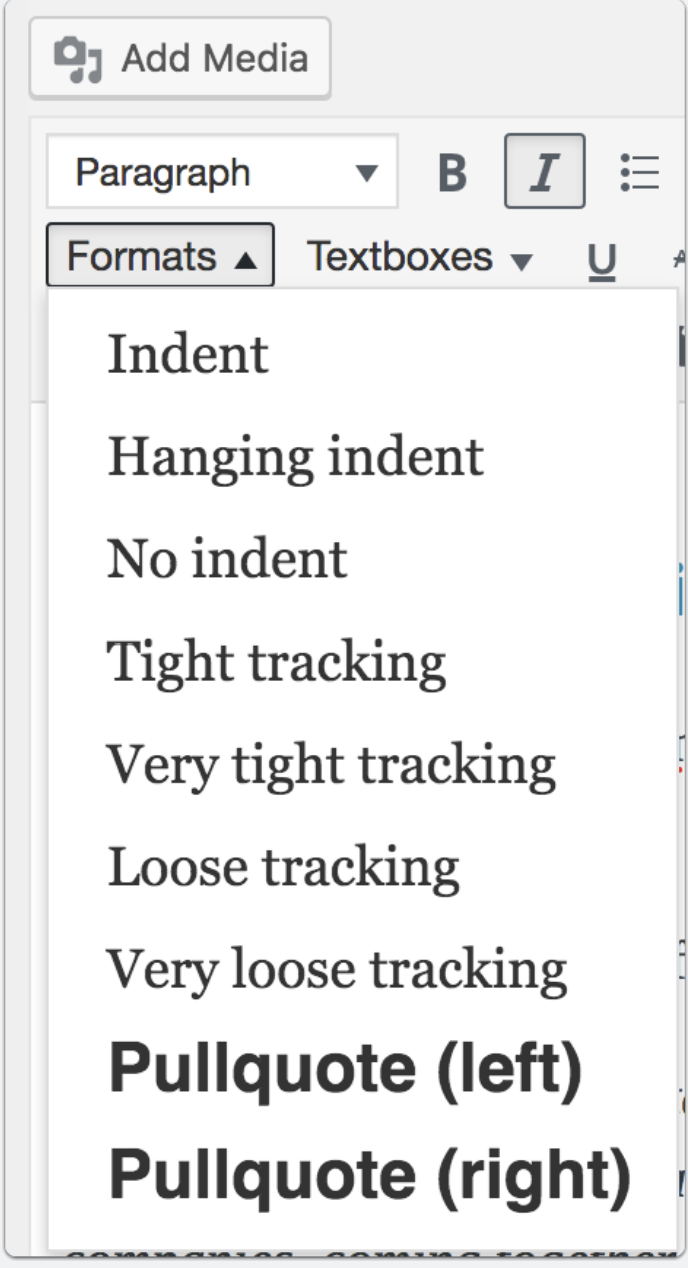 Add Media
Paragraph B I
Formats Textboxes U
Indent
Hanging indent
No indent
Tight tracking
Very tight tracking
Loose tracking
Very loose tracking
Pullquote (left)
Pullquote (right)